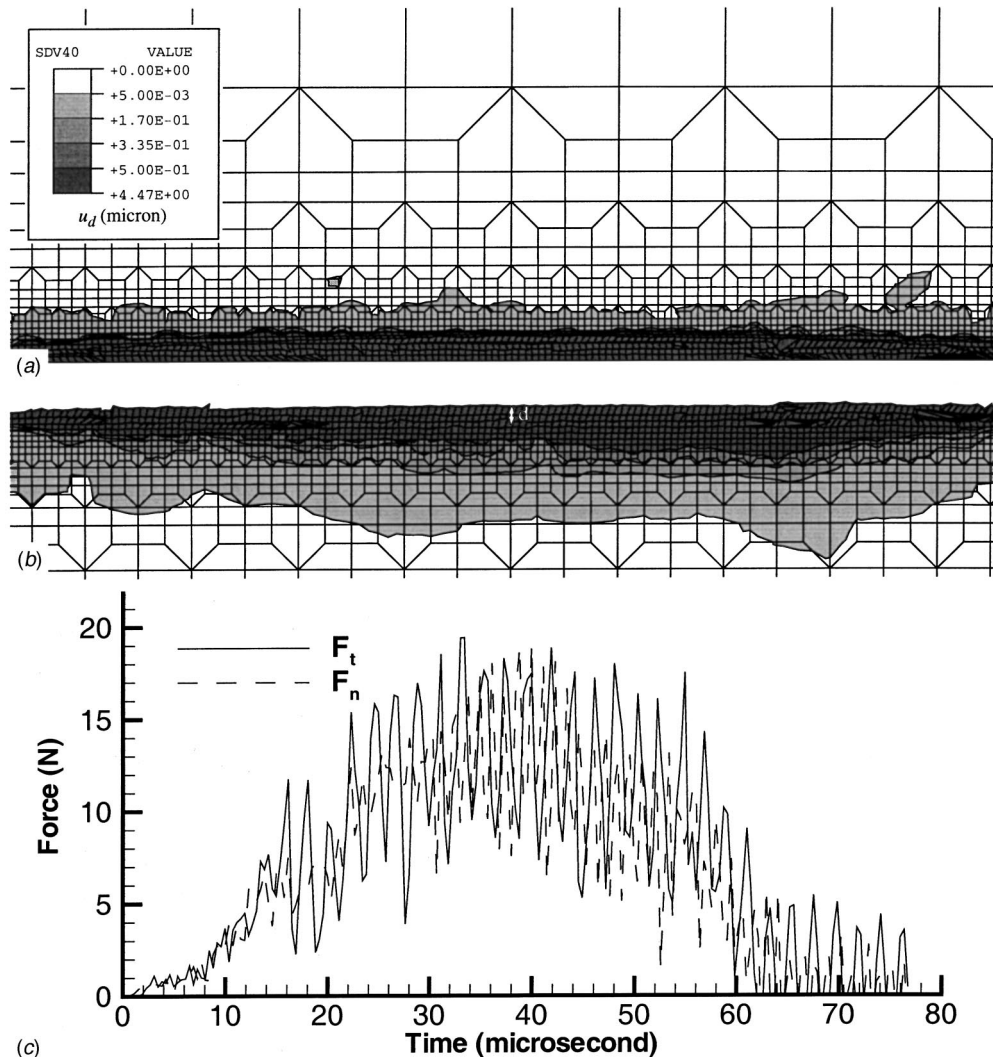 SDV40 VALUE
+0.00E+00
+5.00E-03
+1.70E-01
+3.35E-01
+5.00E-01
+4.47E+00
u_d (micron)
(a)
d
(b)
20
15
10
5
0
Force (N)
F_t
F_n
0 10 20 30 40 50 60 70 80
Time (microsecond)
(c)